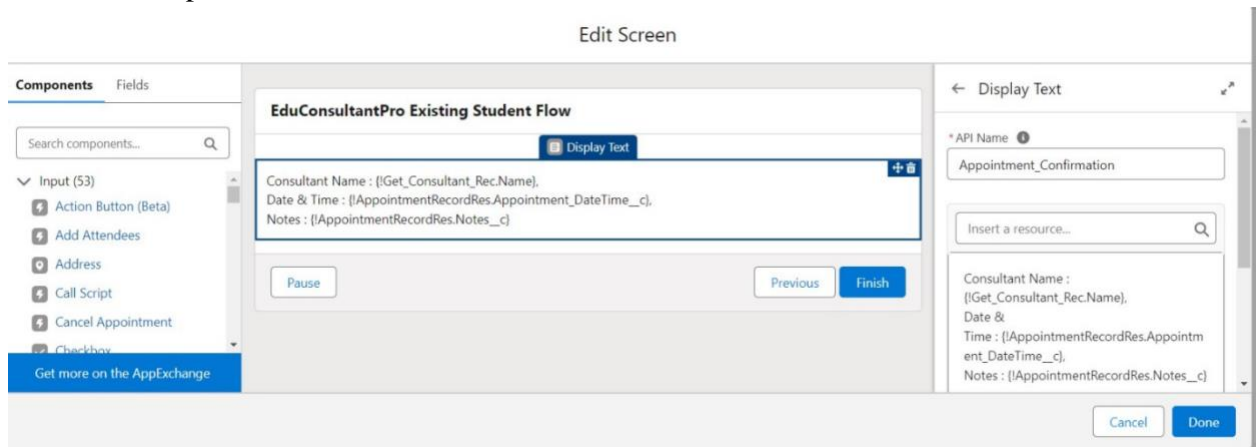 Edit Screen
Components Fields
Search components...
Input (53)
Action Button (Beta)
Add Attendees
Address
Call Script
Cancel Appointment
Checkbox
Get more on the AppExchange
EduConsultantPro Existing Student Flow
Display Text
Consultant Name : {!Get_Consultant_Rec.Name},
Date & Time : {!AppointmentRecordRes.Appointment_DateTime__c},
Notes : {!AppointmentRecordRes.Notes__c}
Pause Previous Finish
Display Text
*API Name
Appointment_Confirmation
Insert a resource...
Consultant Name :
{!Get_Consultant_Rec.Name},
Date &
Time : {!AppointmentRecordRes.Appointm
ent_DateTime__c},
Notes : {!AppointmentRecordRes.Notes__c}
Cancel Done